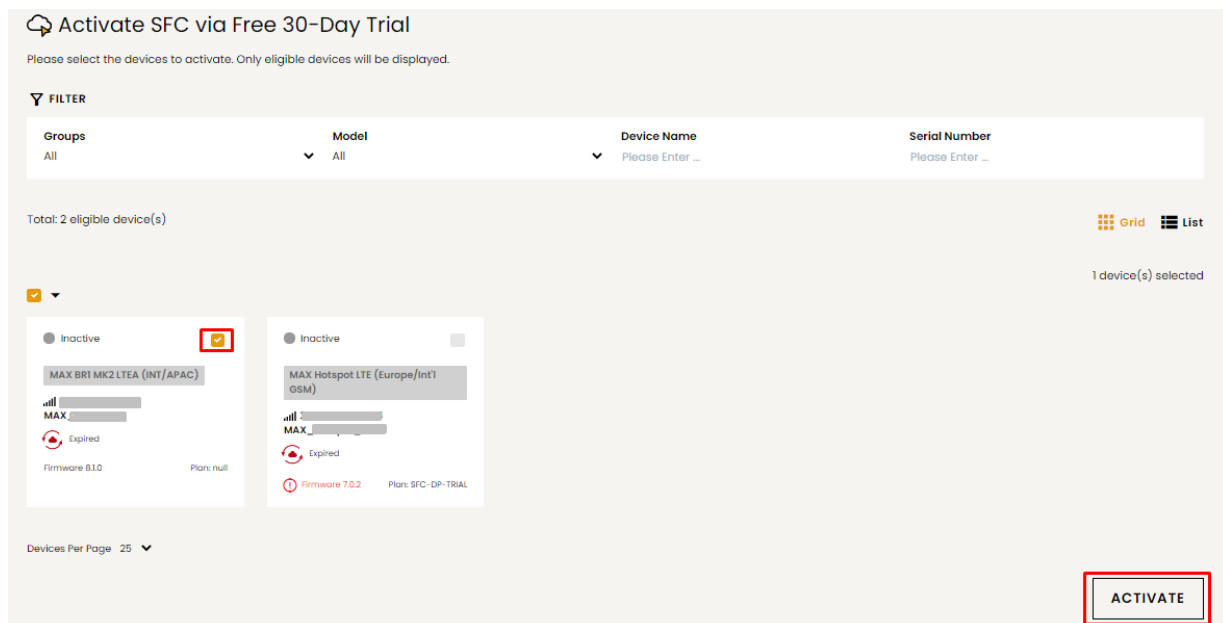 Activate SFC via Free 30-Day Trial
Please select the devices to activate. Only eligible devices will be displayed.
FILTER
Groups Model Device Name Serial Number
All All Please Enter ... Please Enter ...
Total: 2 eligible device(s)
Grid List
1 device(s) selected
Inactive
MAX BR1 MK2 LTEA (INT/APAC)
MAX_
Expired
Firmware 8.1.0 Plan: null
Inactive
MAX Hotspot LTE (Europe/Int'l
GSM)
MAX_
Expired
Firmware 7.0.2 Plan: SFC-DP-TRIAL
Devices Per Page 25
ACTIVATE